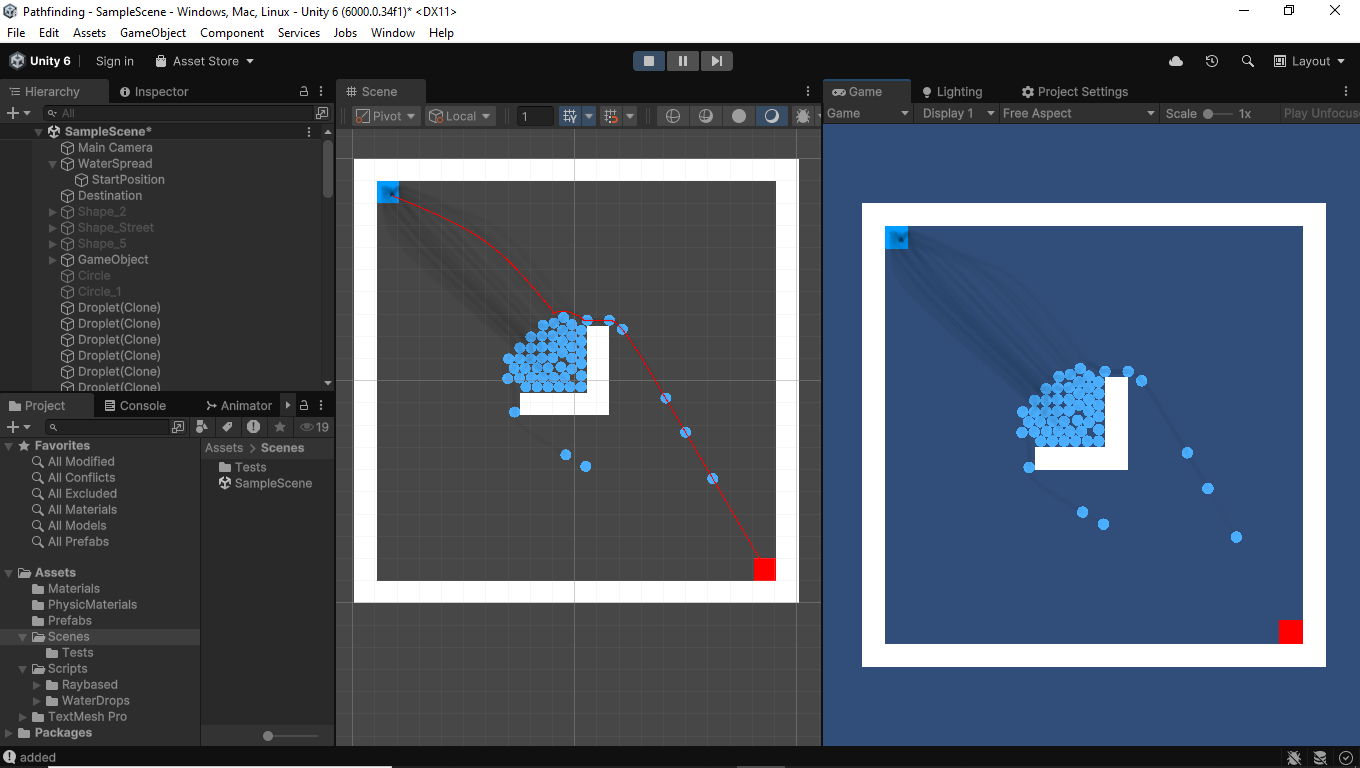 Pathfinding - SampleScene - Windows, Mac, Linux - Unity 6 (6000.0.34f1)* <DX11>
File Edit Assets GameObject Component Services Jobs Window Help
Unity 6 Sign in Asset Store Layout
Hierarchy Inspector
All
SampleScene*
Main Camera
WaterSpread
StartPosition
Destination
Shape_2
Shape_Street
Shape_5
GameObject
Circle
Circle_1
Droplet(Clone)
Droplet(Clone)
Droplet(Clone)
Droplet(Clone)
Droplet(Clone)
Droplet(Clone)
Project Console Animator
19
Favorites
All Modified
All Conflicts
All Excluded
All Materials
All Models
All Prefabs
Assets
Materials
PhysicMaterials
Prefabs
Scenes
Tests
Scripts
Raybased
WaterDrops
TextMesh Pro
Packages
Assets > Scenes
Tests
SampleScene
Scene
Pivot Local 1
Game Lighting Project Settings
Game Display 1 Free Aspect Scale 1x Play Unfocus
added